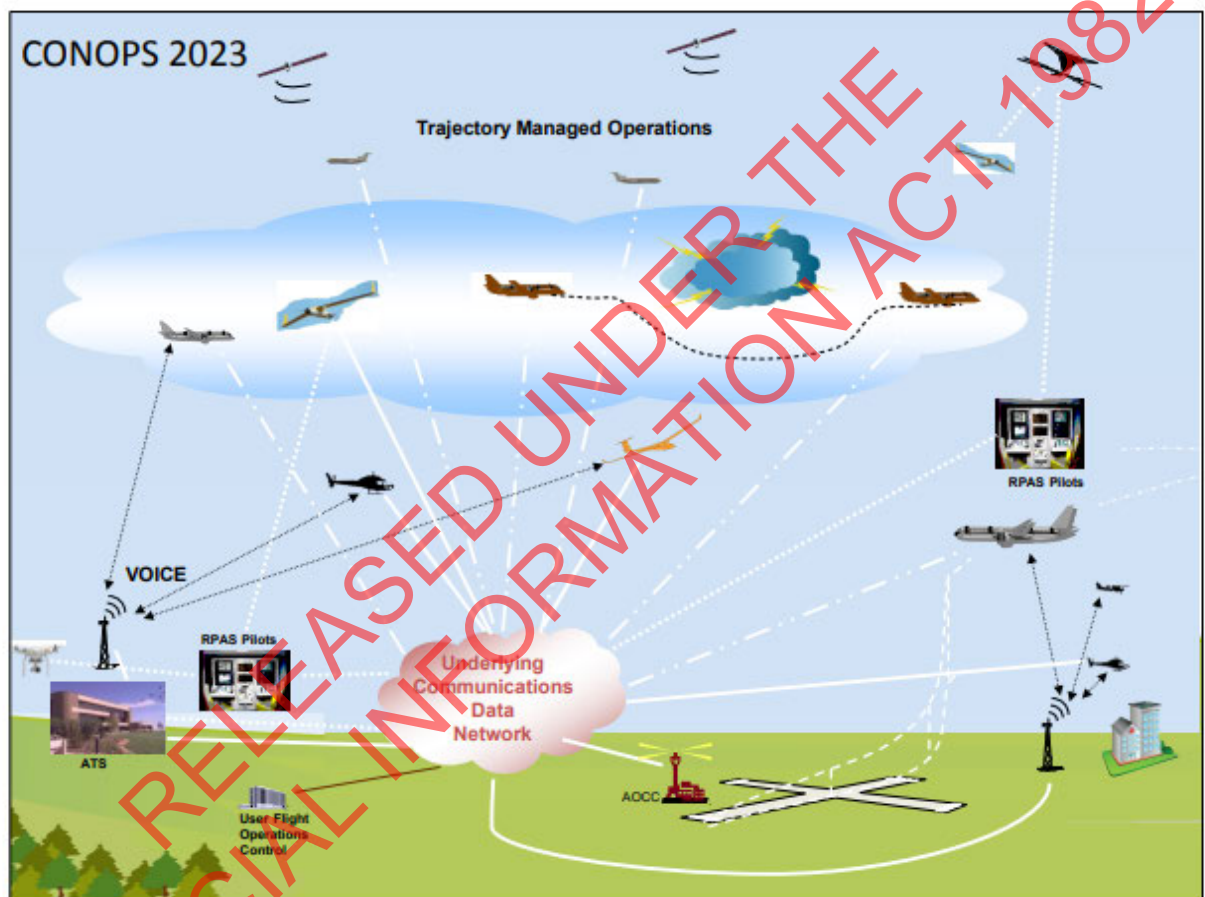 CONOPS 2023
Trajectory Managed Operations
RPAS Pilots
VOICE
RPAS Pilots
Underlying
Communications
Data
Network
ATS
AOCC
User Flight
Operations
Control
RELEASED UNDER THE
CIAL INFORMATION ACT 1982